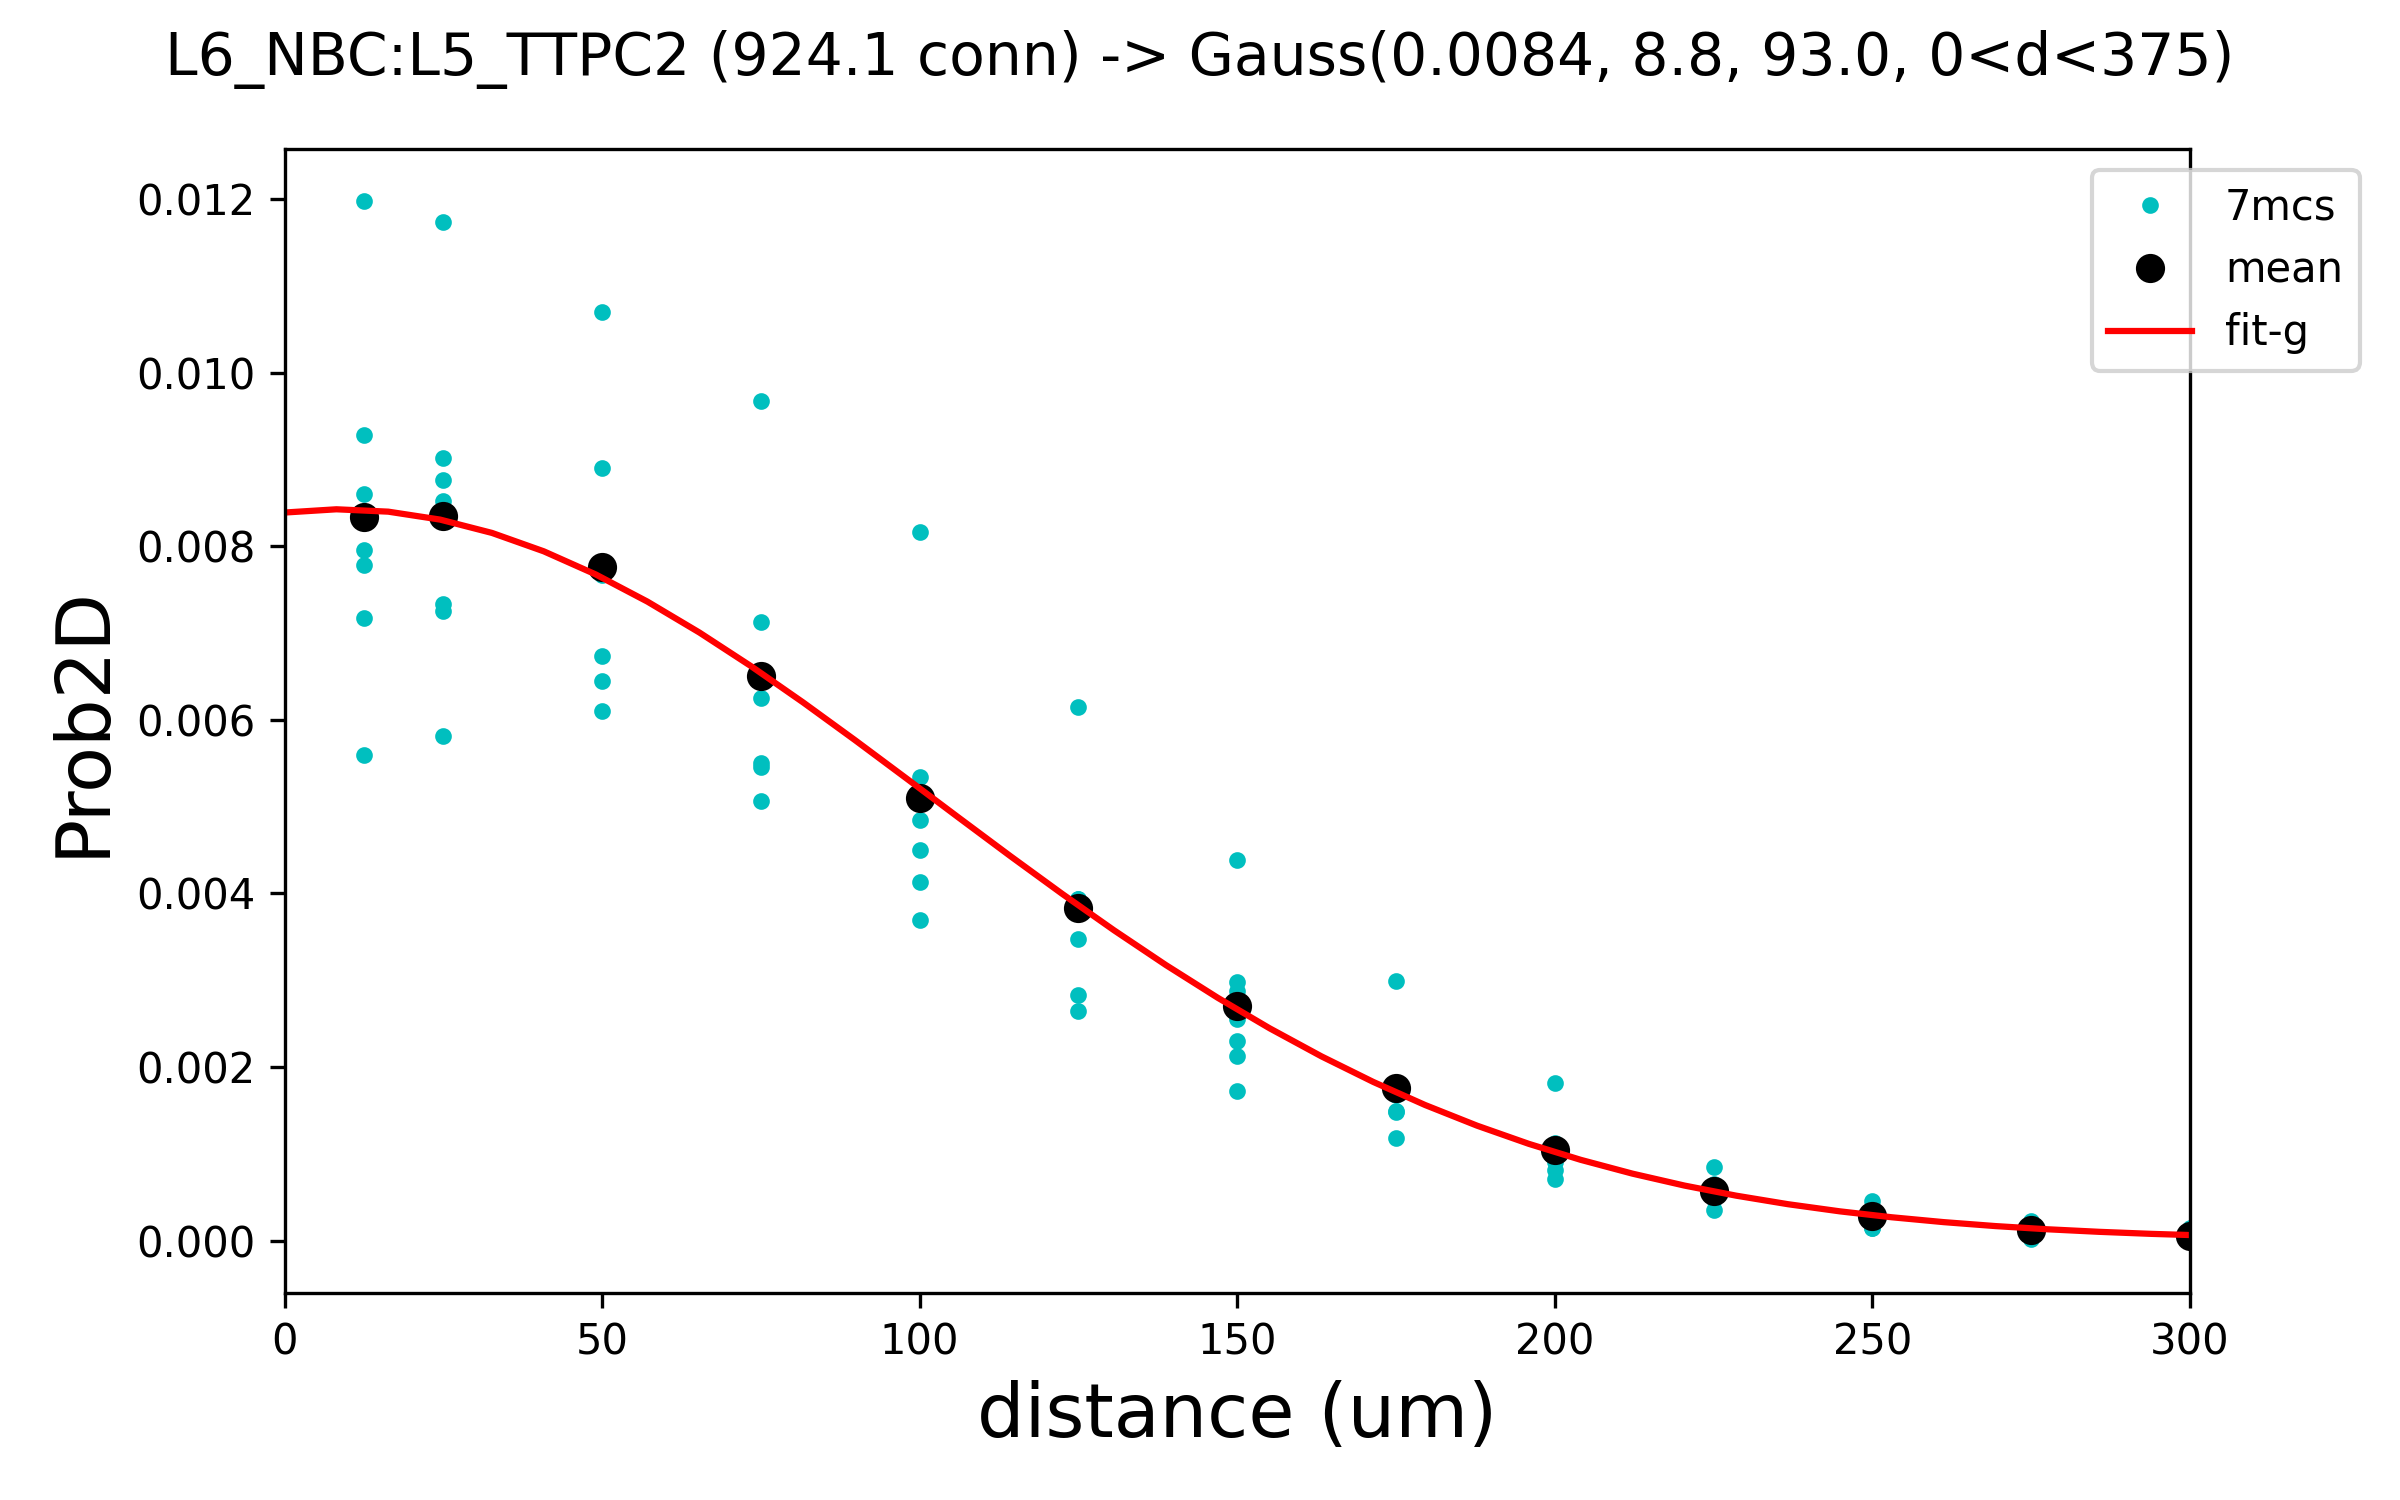 L6_NBC:L5_TTPC2 (924.1 conn) -> Gauss(0.0084, 8.8, 93.0, 0<d<375)
7mcs
mean
fit-g
0.012
0.010
0.008
0.006
0.004
0.002
0.000
Prob2D
0 50 100 150 200 250 300
distance (um)